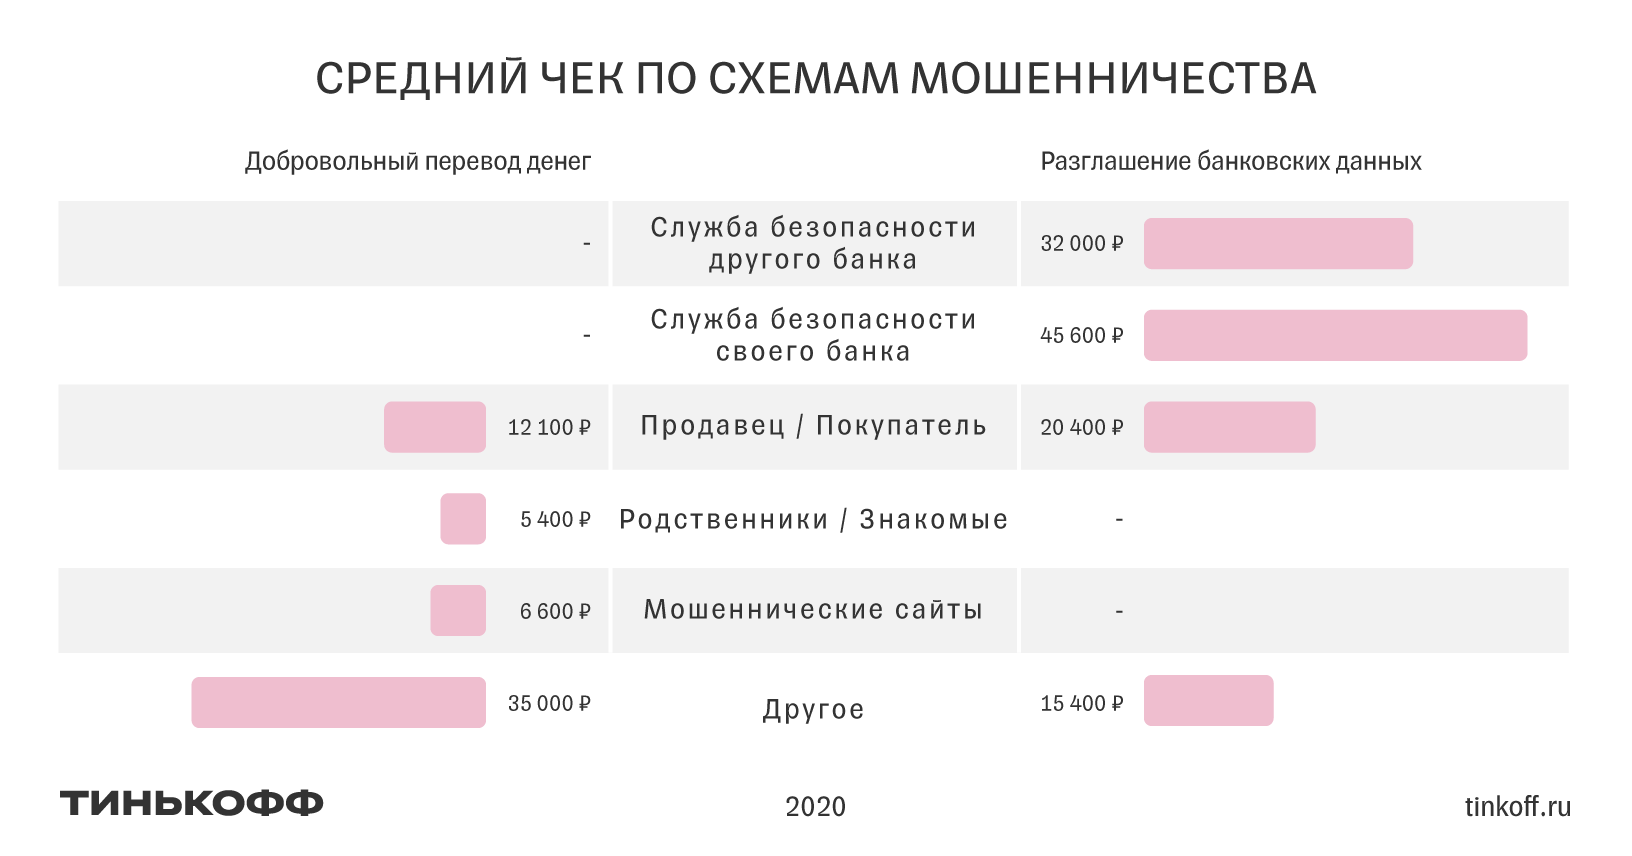 СРЕДНИЙ ЧЕК ПО СХЕМАМ МОШЕННИЧЕСТВА
Добровольный перевод денег
Разглашение банковских данных
-
Служба безопасности
другого банка
32 000 ₽
-
Служба безопасности
своего банка
45 600 ₽
12 100 ₽
Продавец / Покупатель
20 400 ₽
5 400 ₽
Родственники / Знакомые
-
6 600 ₽
Мошеннические сайты
-
35 000 ₽
Другое
15 400 ₽
ТИНЬКОФФ
2020
tinkoff.ru